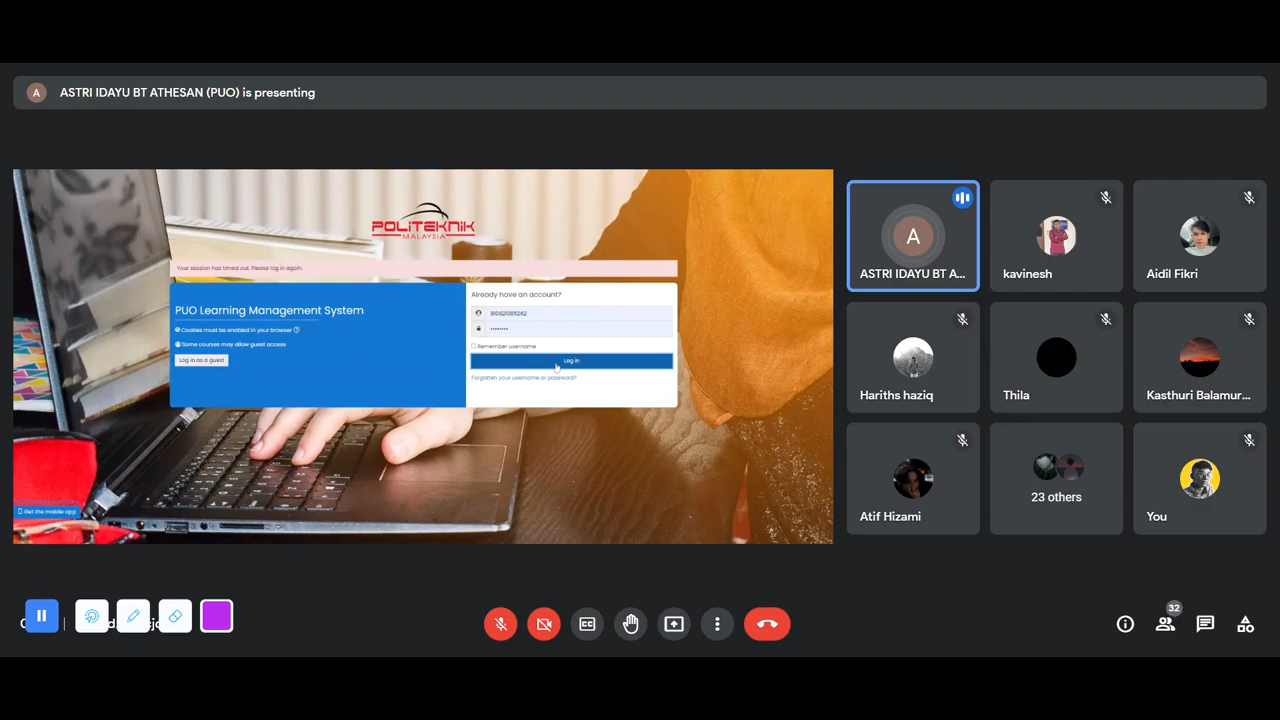 A ASTRI IDAYU BT ATHESAN (PUO) is presenting
POLITEKNIK
MALAYSIA
Your session has timed out. Please log in again.
PUO Learning Management System
Cookies must be enabled in your browser
Some courses may allow guest access
Log in as a guest
Already have an account?
Remember username
Log in
Forgotten your username or password?
Get the mobile app
A
ASTRI IDAYU BT A...
kavinesh
Aidil Fikri
Hariths haziq
Thila
Kasthuri Balamur...
Atif Hizami
23 others
You
CC
32